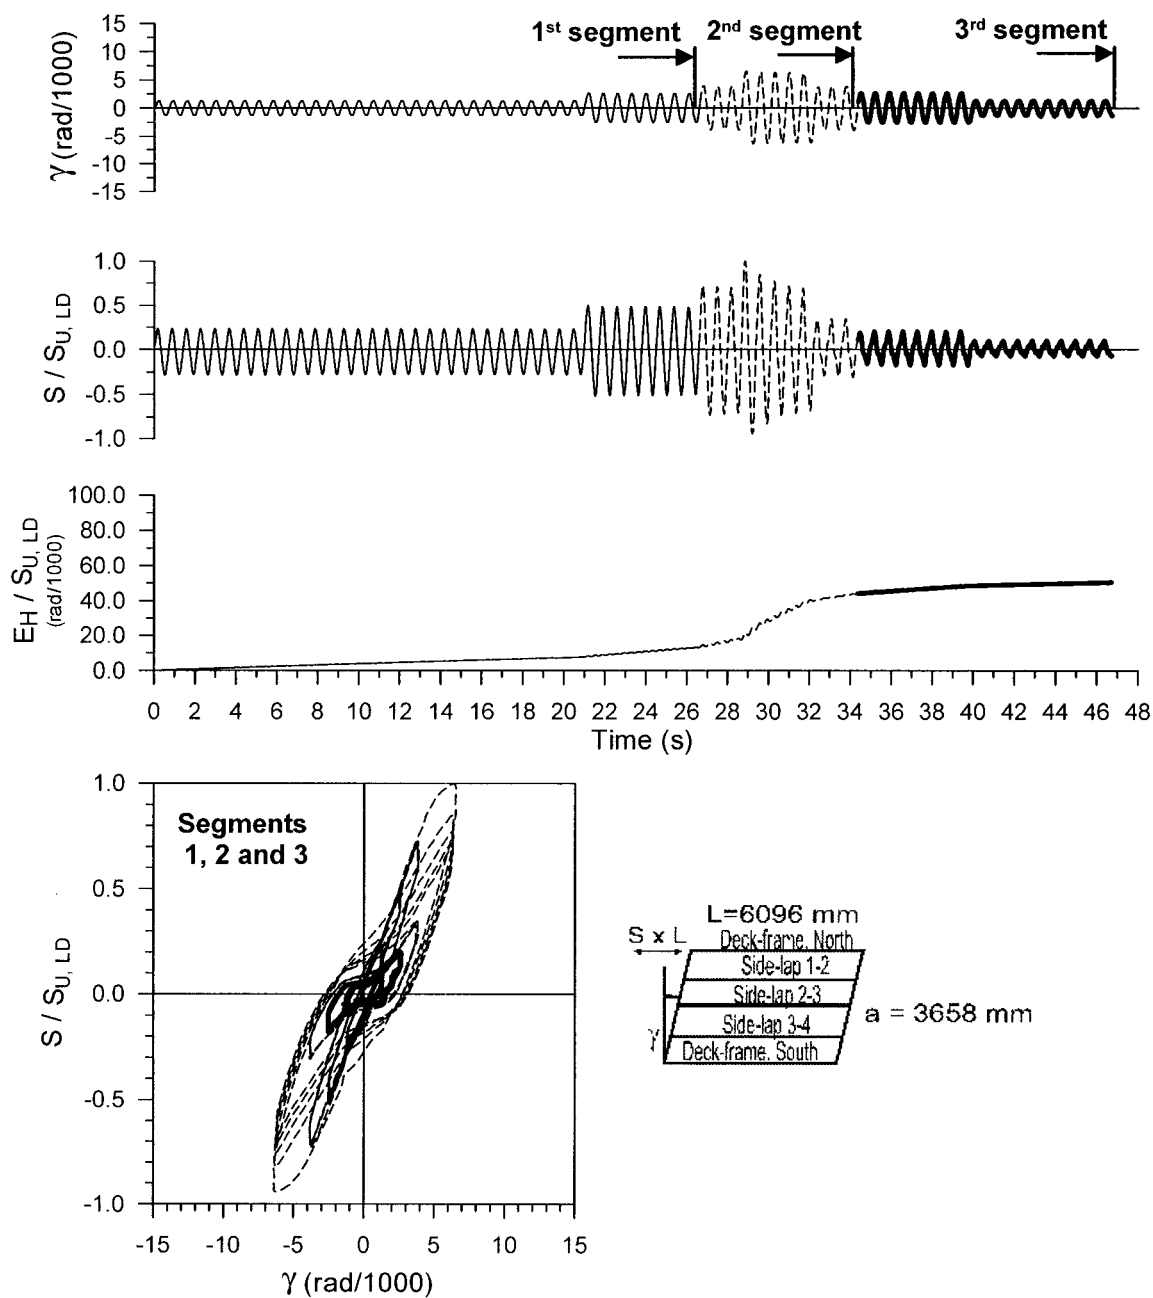 15
10
5
0
-5
-10
-15
γ (rad/1000)
1st segment
2nd segment
3rd segment
1.0
0.5
0.0
-0.5
-1.0
S / SU, LD
100.0
80.0
60.0
40.0
20.0
0.0
EH / SU, LD
(rad/1000)
0 2 4 6 8 10 12 14 16 18 20 22 24 26 28 30 32 34 36 38 40 42 44 46 48
Time (s)
1.0
0.5
0.0
-0.5
-1.0
S / SU, LD
Segments
1, 2 and 3
-15 -10 -5 0 5 10 15
γ (rad/1000)
L=6096 mm
S x L
Deck-frame, North
Side-lap 1-2
Side-lap 2-3
Side-lap 3-4
Deck-frame, South
γ
a = 3658 mm